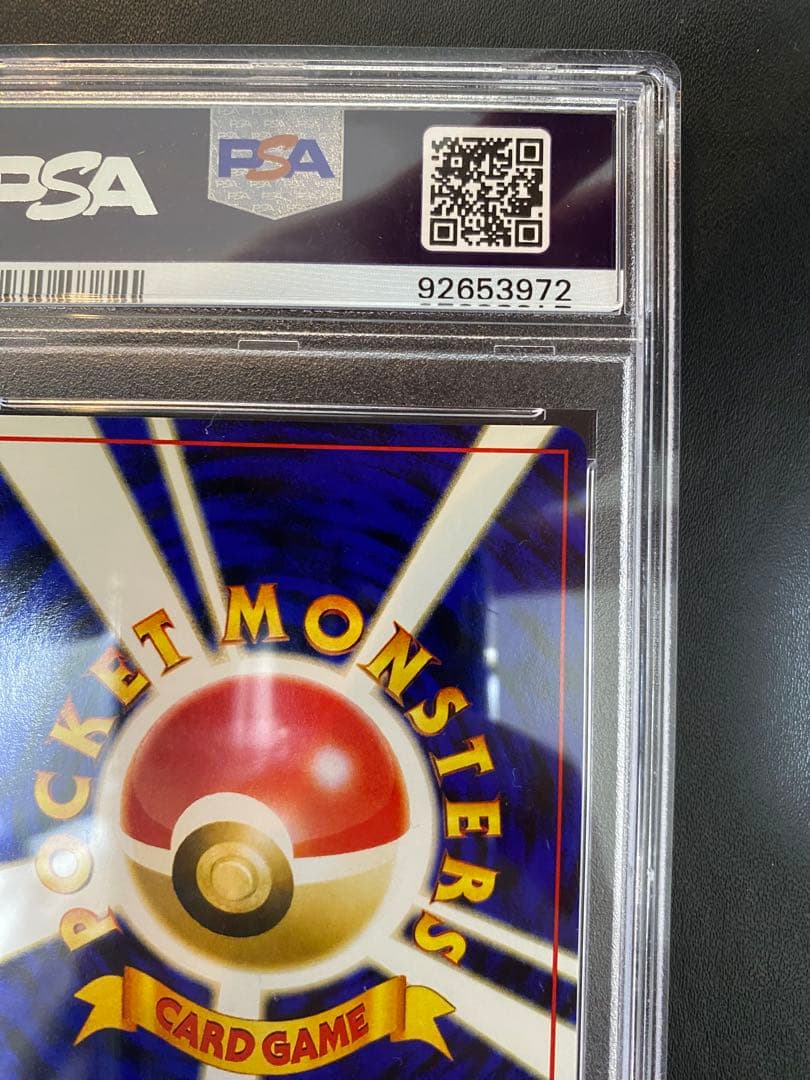 PSA
PSA
92653972
POCKET MONSTERS
CARD GAME